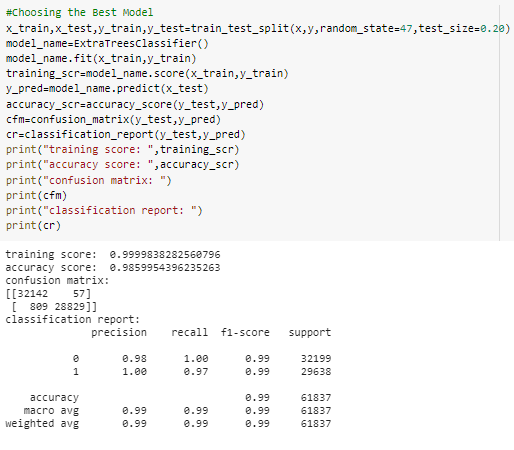 #Choosing the Best Model
x_train,x_test,y_train,y_test=train_test_split(x,y,random_state=47,test_size=0.20)
model_name=ExtraTreesClassifier()
model_name.fit(x_train,y_train)
training_scr=model_name.score(x_train,y_train)
y_pred=model_name.predict(x_test)
accuracy_scr=accuracy_score(y_test,y_pred)
cfm=confusion_matrix(y_test,y_pred)
cr=classification_report(y_test,y_pred)
print("training score: ",training_scr)
print("accuracy score: ",accuracy_scr)
print("confusion matrix: ")
print(cfm)
print("classification report: ")
print(cr)
training score:  0.9999838282560796
accuracy score:  0.9859954396235263
confusion matrix:
[[32142    57]
 [  809 28829]]
classification report:
              precision    recall  f1-score   support
           0       0.98      1.00      0.99     32199
           1       1.00      0.97      0.99     29638
    accuracy                           0.99     61837
   macro avg       0.99      0.99      0.99     61837
weighted avg       0.99      0.99      0.99     61837